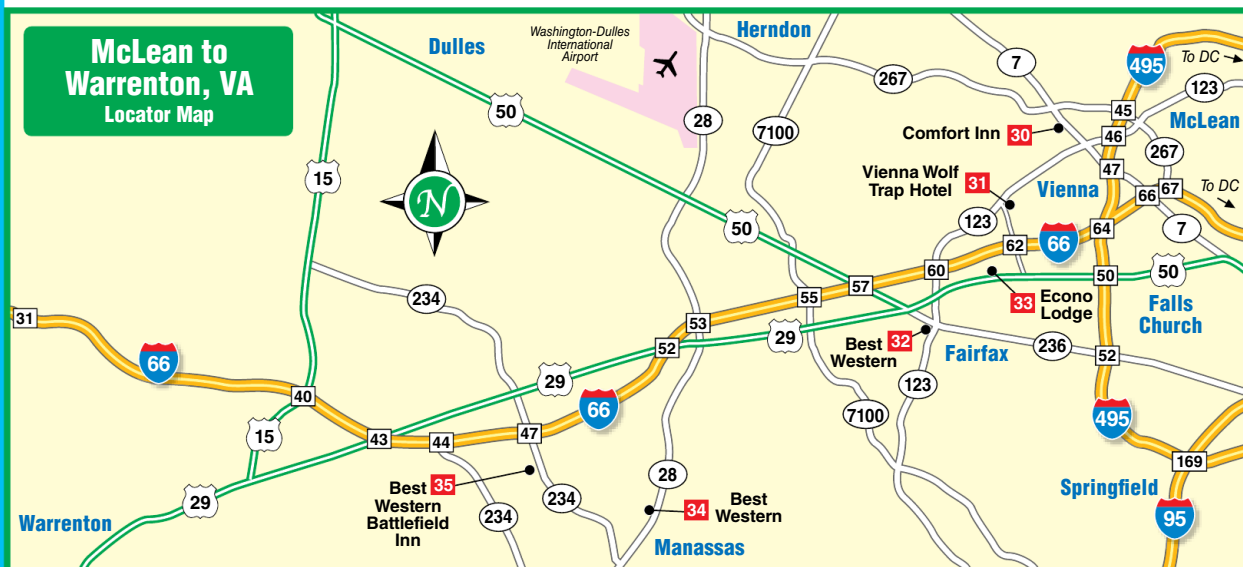 McLean to
Warrenton, VA
Locator Map
Dulles
Washington-Dulles
International
Airport
Herndon
7
495
To DC
267
123
50
28
7100
Comfort Inn 30
45
McLean
46
267
15
N
Vienna Wolf
Trap Hotel 31
47
Vienna
66
67
To DC
50
123
7
62
66
64
60
50
50
234
57
33 Econo
Lodge
Falls
Church
31
55
53
29
Best 32
Western
Fairfax
236
66
52
52
29
123
40
66
7100
495
15
43
44
47
169
28
Best 35
Western
Battlefield
Inn
234
234
34 Best
Western
Springfield
95
29
Warrenton
Manassas